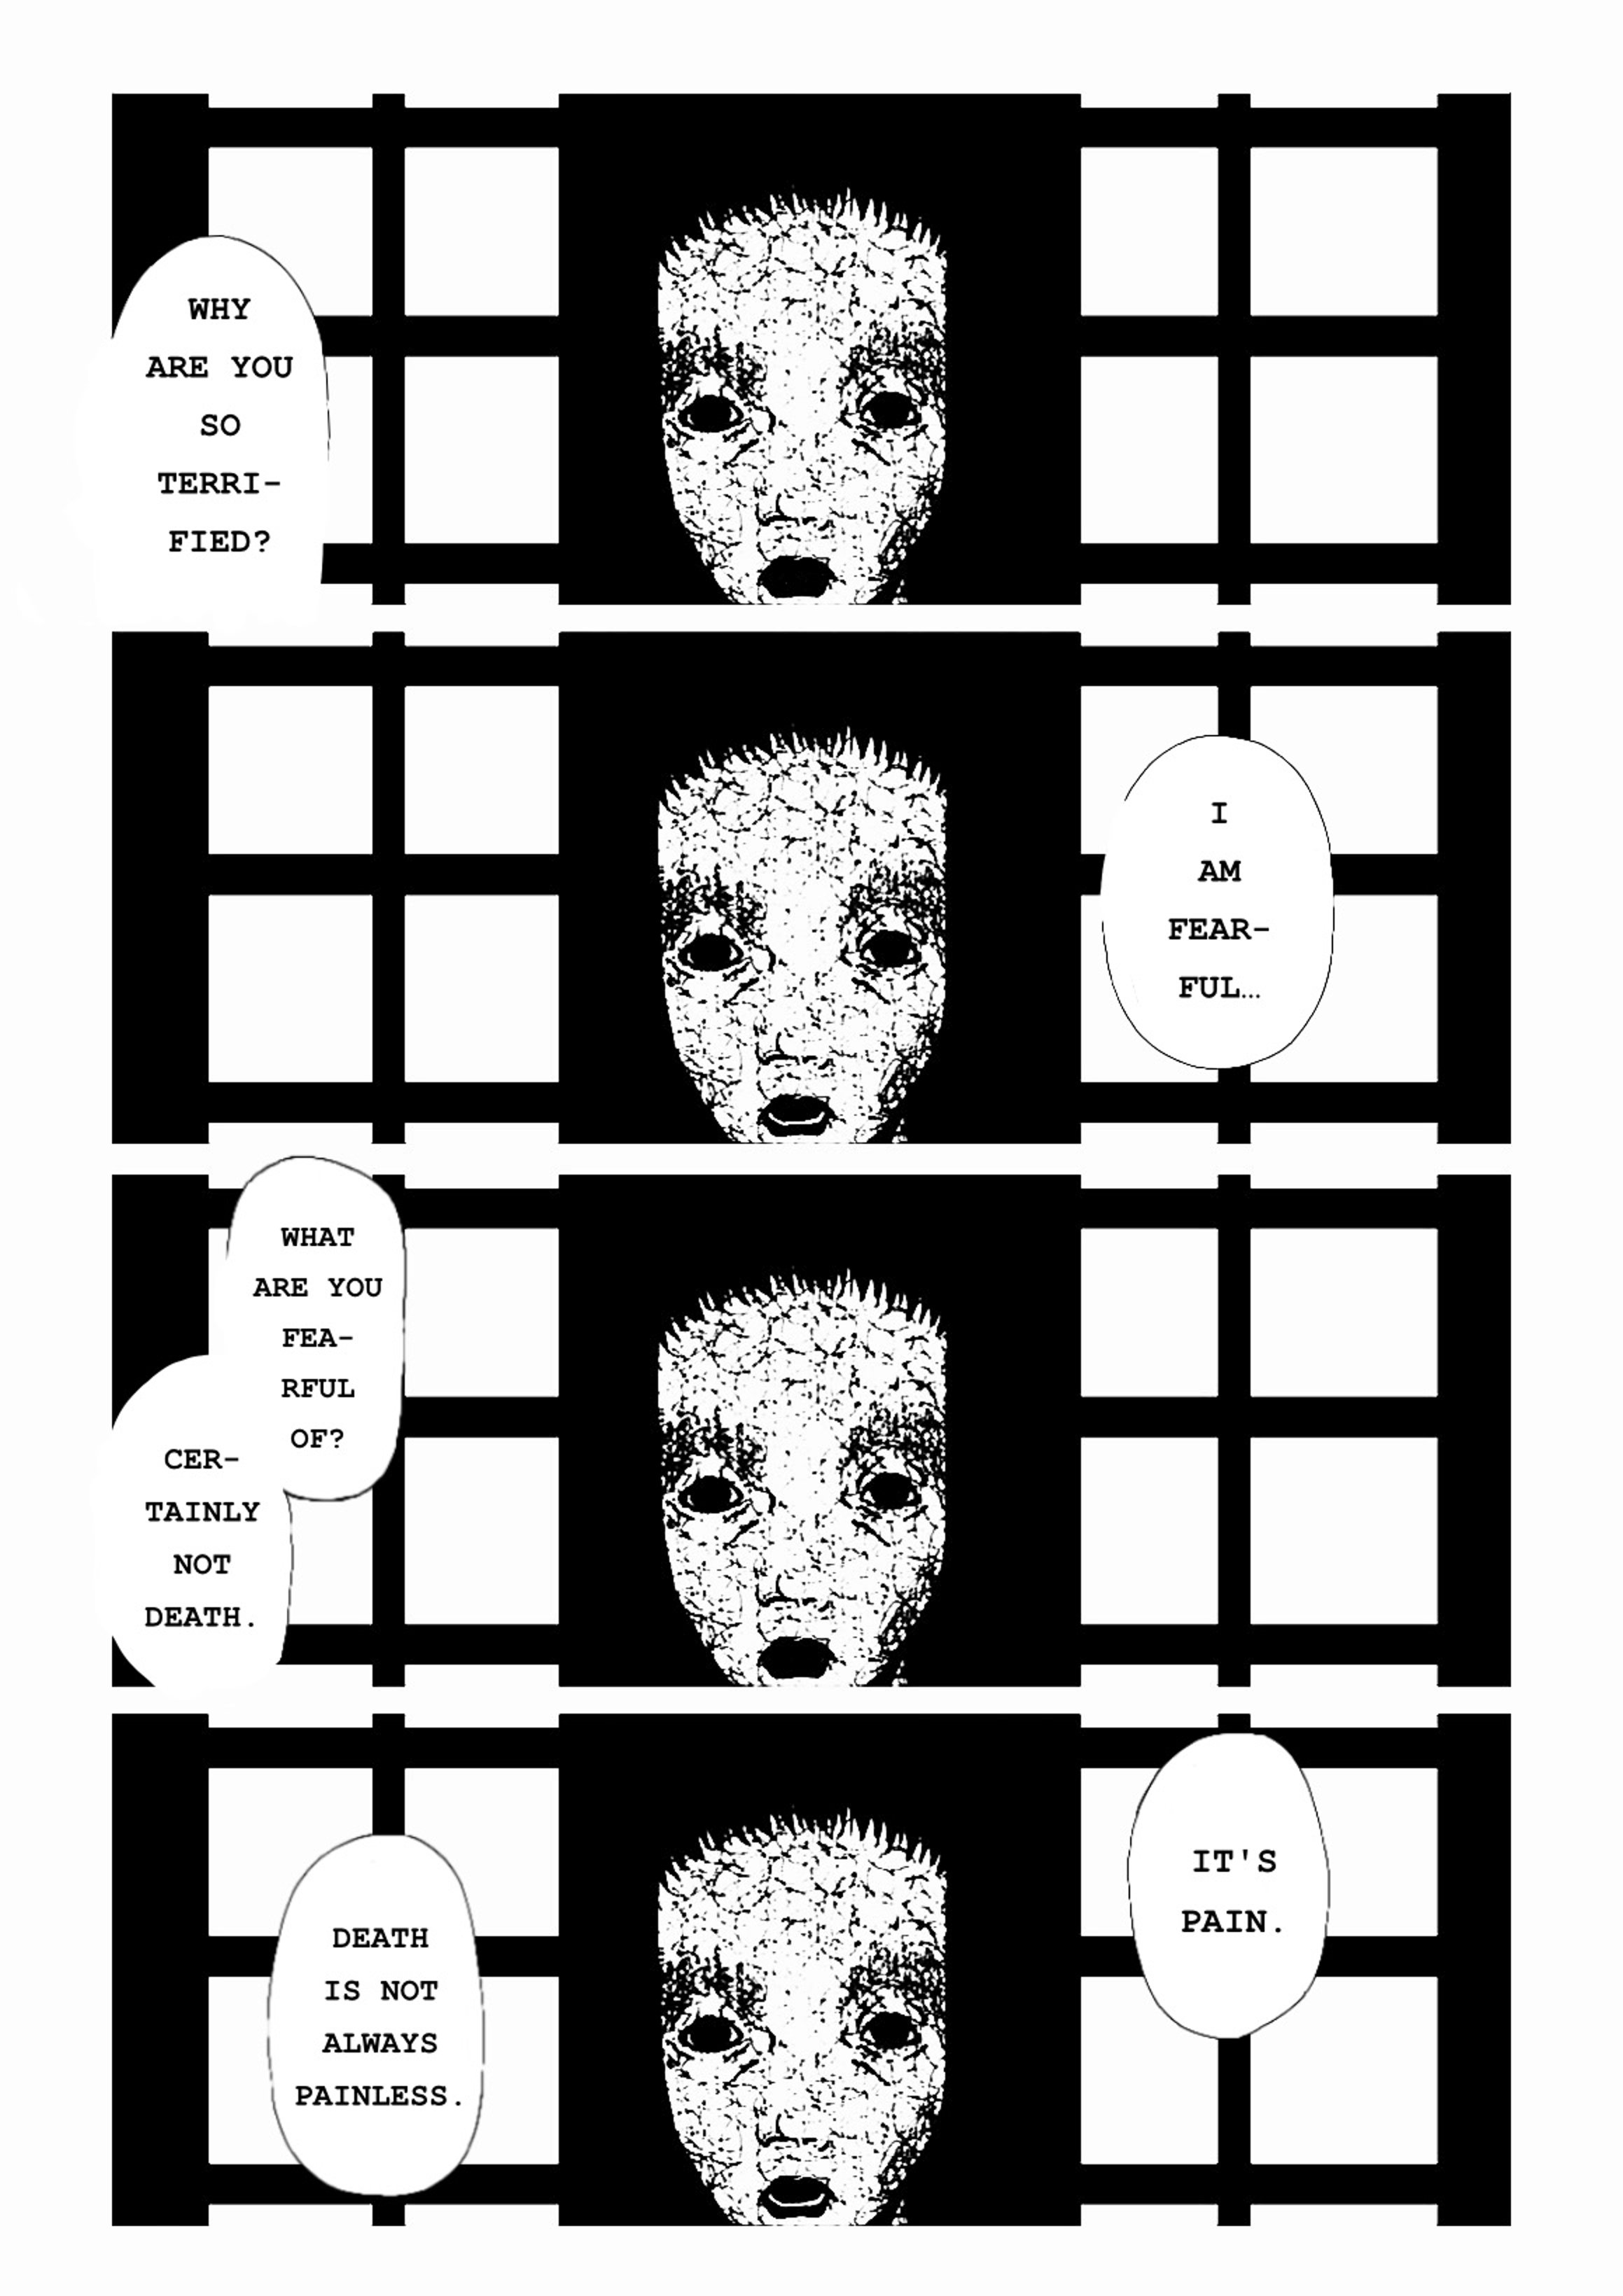 WHY
ARE YOU
SO
TERRI-
FIED?
I
AM
FEAR-
FUL…
WHAT
ARE YOU
FEA-
RFUL
OF?
CER-
TAINLY
NOT
DEATH.
IT'S
PAIN.
DEATH
IS NOT
ALWAYS
PAINLESS.